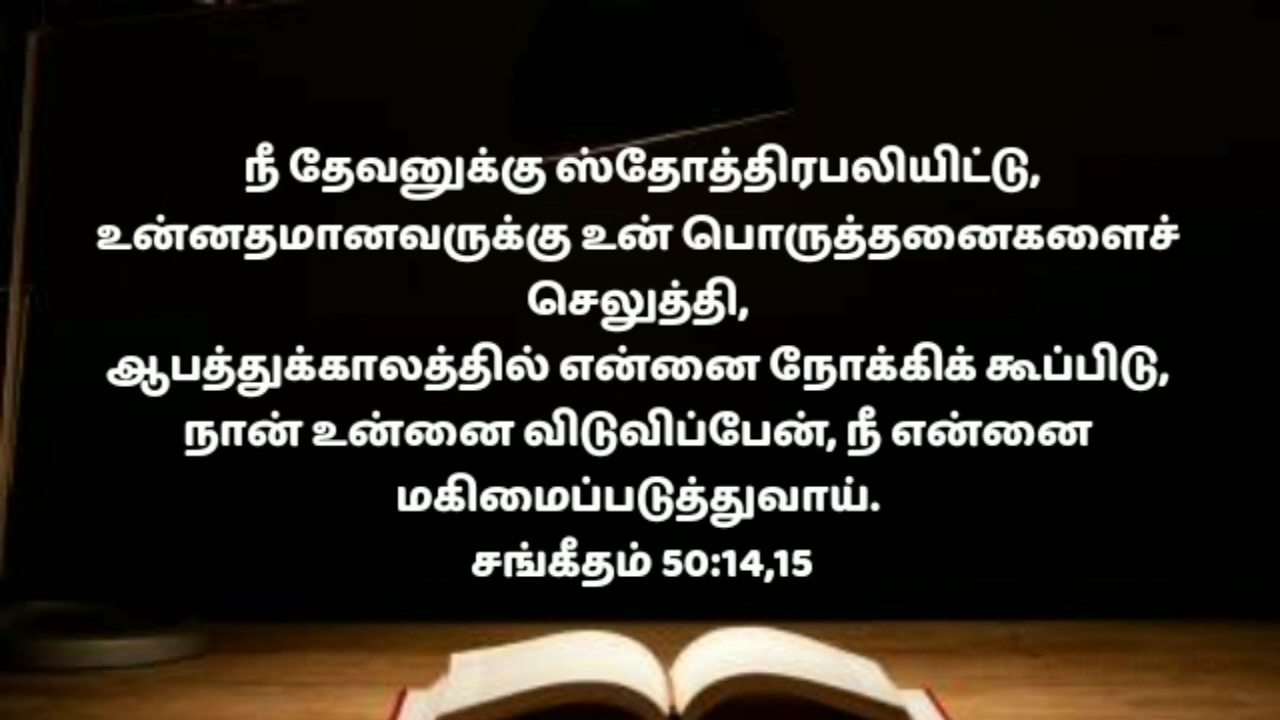 நீ தேவனுக்கு ஸ்தோத்திரபலியிட்டு,
உன்னதமானவருக்கு உன் பொருத்தனைகளைச்
செலுத்தி,
ஆபத்துக்காலத்தில் என்னை நோக்கிக் கூப்பிடு,
நான் உன்னை விடுவிப்பேன், நீ என்னை
மகிமைப்படுத்துவாய்.
சங்கீதம் 50:14,15